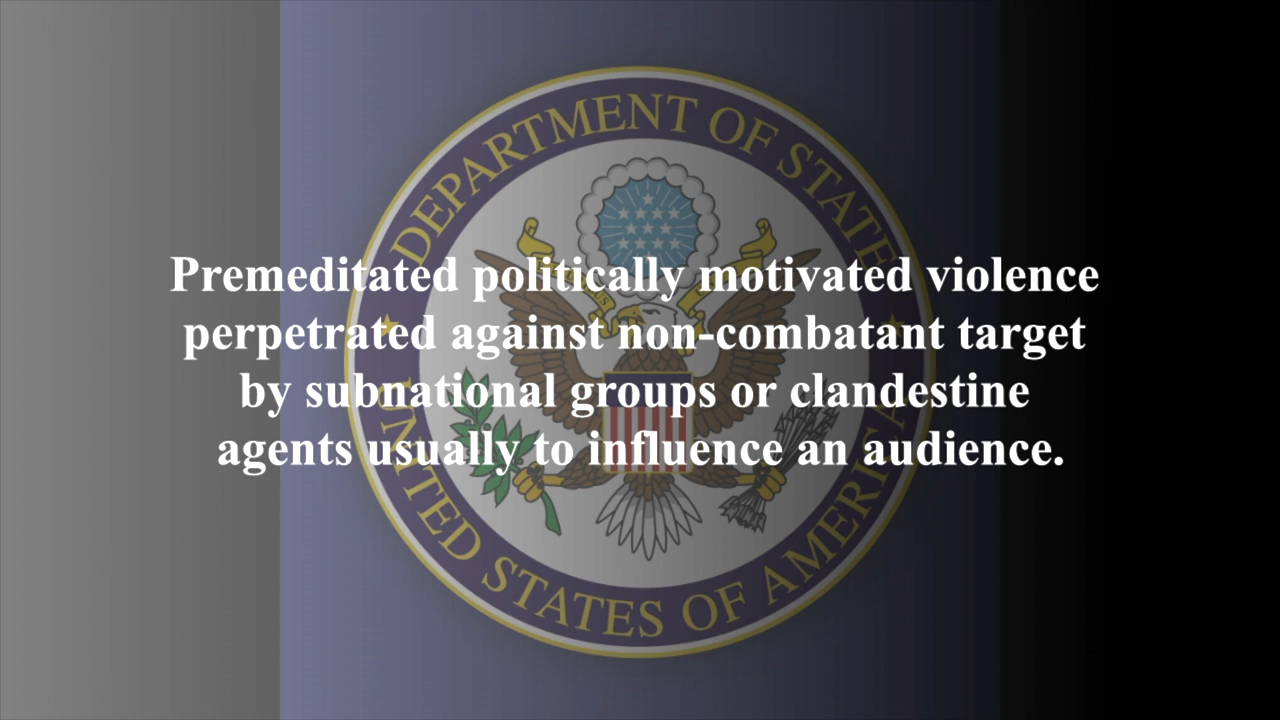 DEPARTMENT OF STATE
Premeditated politically motivated violence
perpetrated against non-combatant target
by subnational groups or clandestine
agents usually to influence an audience.
UNITED STATES OF AMERICA